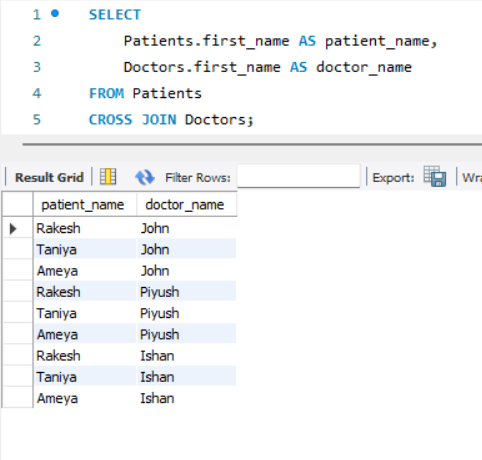 1 SELECT
2 Patients.first_name AS patient_name,
3 Doctors.first_name AS doctor_name
4 FROM Patients
5 CROSS JOIN Doctors;
Result Grid Filter Rows: Export: Wra
patient_name doctor_name
Rakesh John
Taniya John
Ameya John
Rakesh Piyush
Taniya Piyush
Ameya Piyush
Rakesh Ishan
Taniya Ishan
Ameya Ishan